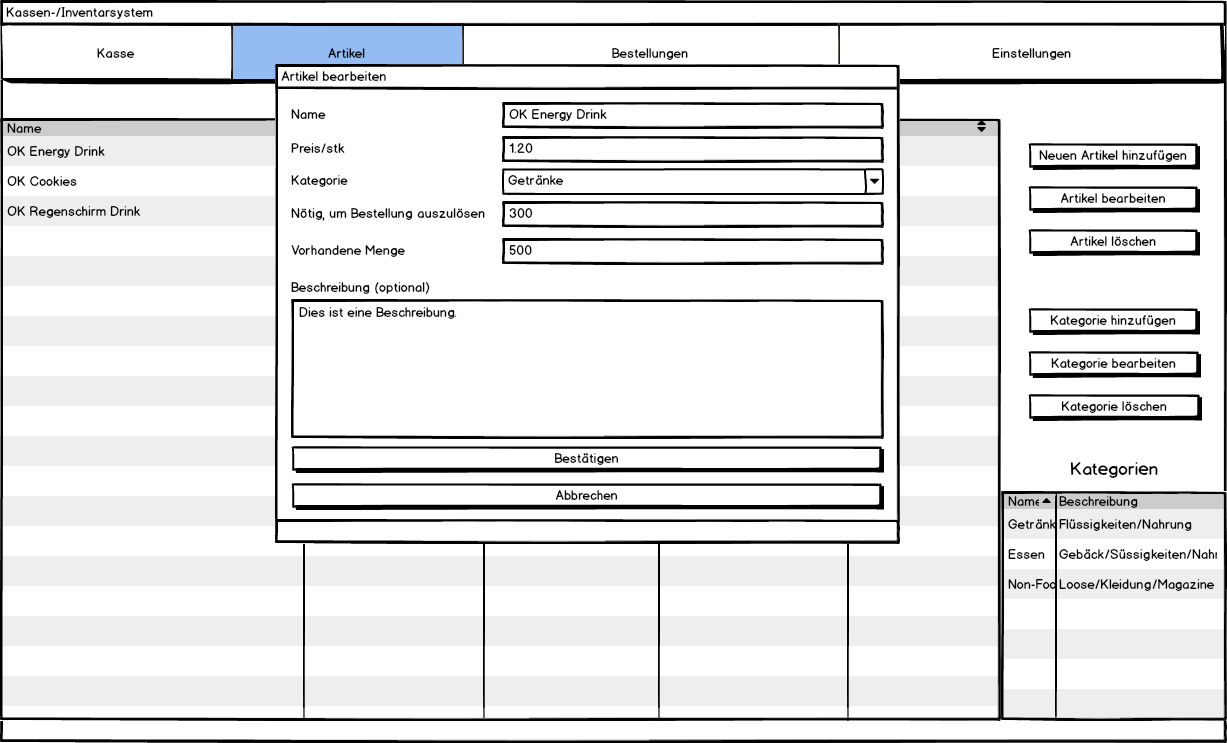 Kassen-/Inventarsystem
Kasse
Artikel
Bestellungen
Einstellungen
Artikel bearbeiten
Name
OK Energy Drink
Preis/stk
1.20
Kategorie
Getränke
Nötig, um Bestellung auszulösen
300
Vorhandene Menge
500
Beschreibung (optional)
Dies ist eine Beschreibung.
Bestätigen
Abbrechen
Name
OK Energy Drink
OK Cookies
OK Regenschirm Drink
Neuen Artikel hinzufügen
Artikel bearbeiten
Artikel löschen
Kategorie hinzufügen
Kategorie bearbeiten
Kategorie löschen
Kategorien
Name Beschreibung
Getränk Flüssigkeiten/Nahrung
Essen Gebäck/Süssigkeiten/Nahr
Non-Foo Loose/Kleidung/Magazine